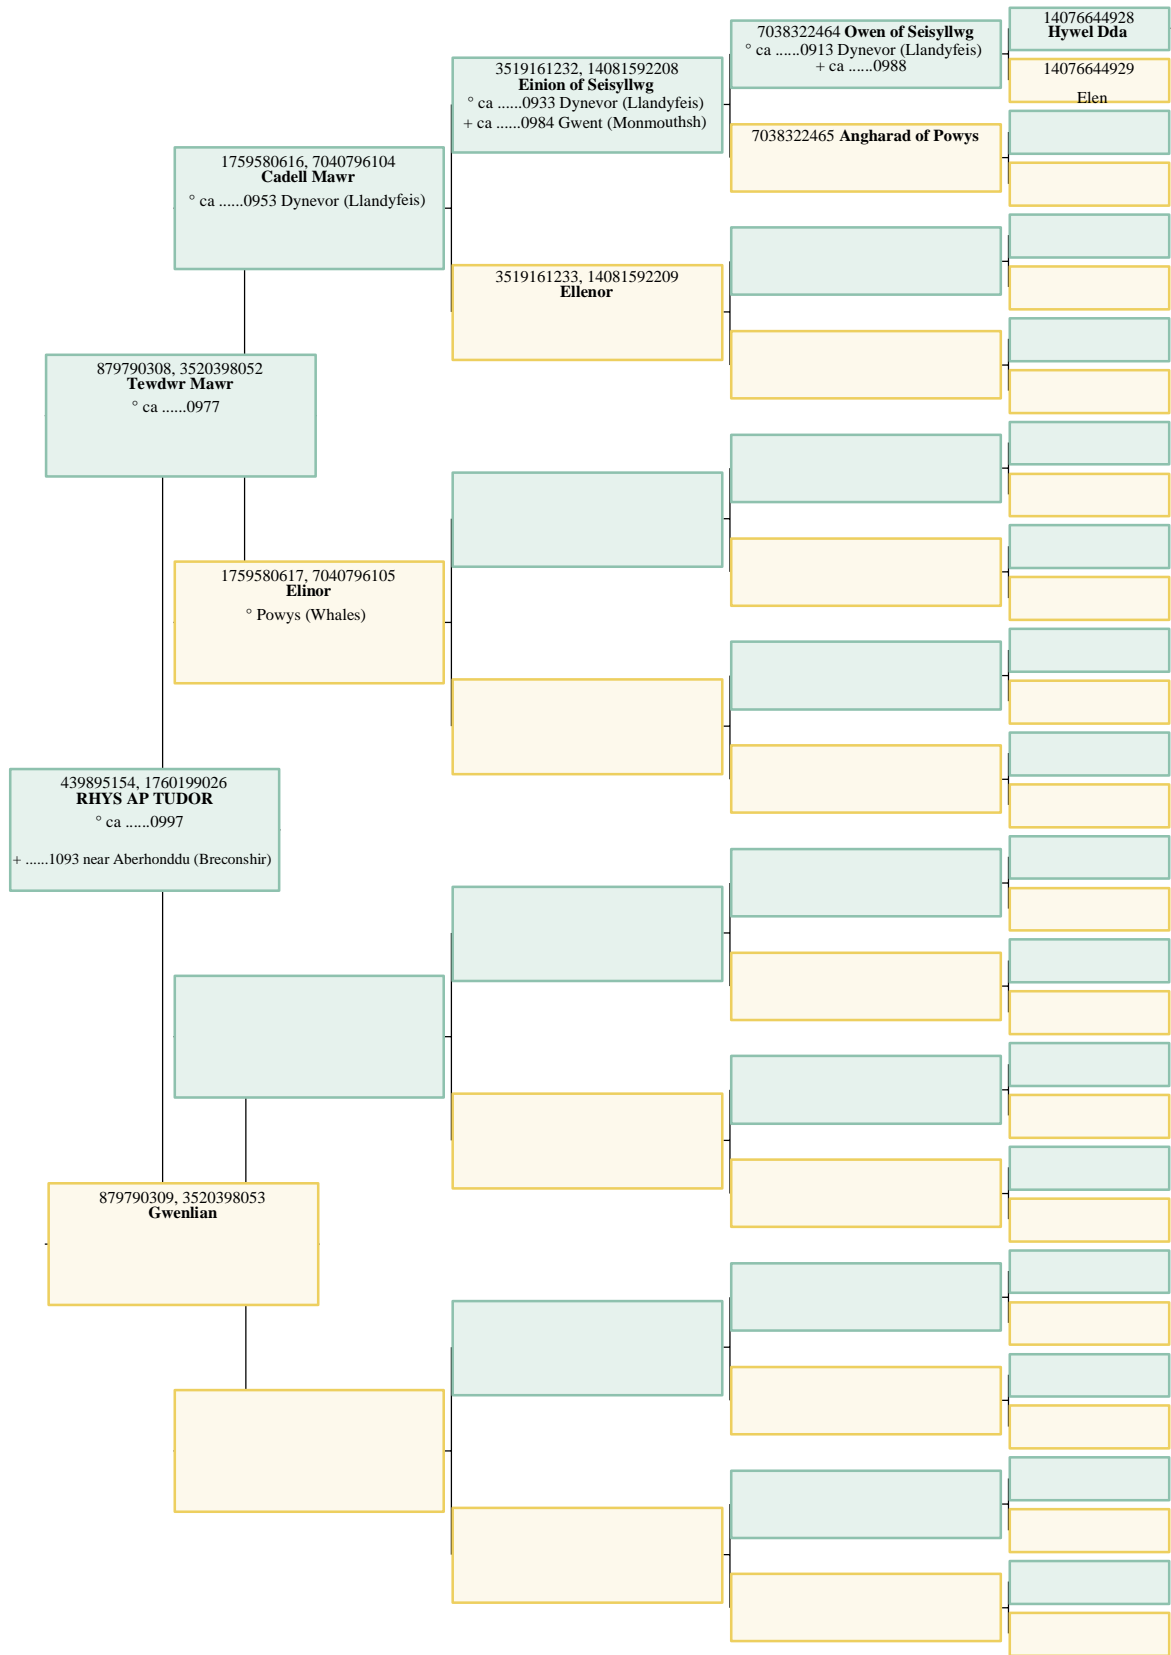 14076644928
Hywel Dda
7038322464 Owen of Seisyllwg
° ca ......0913 Dynevor (Llandyfeis)
+ ca ......0988
14076644929
Elen
3519161232, 14081592208
Einion of Seisyllwg
° ca ......0933 Dynevor (Llandyfeis)
+ ca ......0984 Gwent (Monmouthsh)
7038322465 Angharad of Powys
1759580616, 7040796104
Cadell Mawr
° ca ......0953 Dynevor (Llandyfeis)
3519161233, 14081592209
Ellenor
879790308, 3520398052
Tewdwr Mawr
° ca ......0977
1759580617, 7040796105
Elinor
° Powys (Whales)
439895154, 1760199026
RHYS AP TUDOR
° ca ......0997
+ ......1093 near Aberhonddu (Breconshir)
879790309, 3520398053
Gwenlian